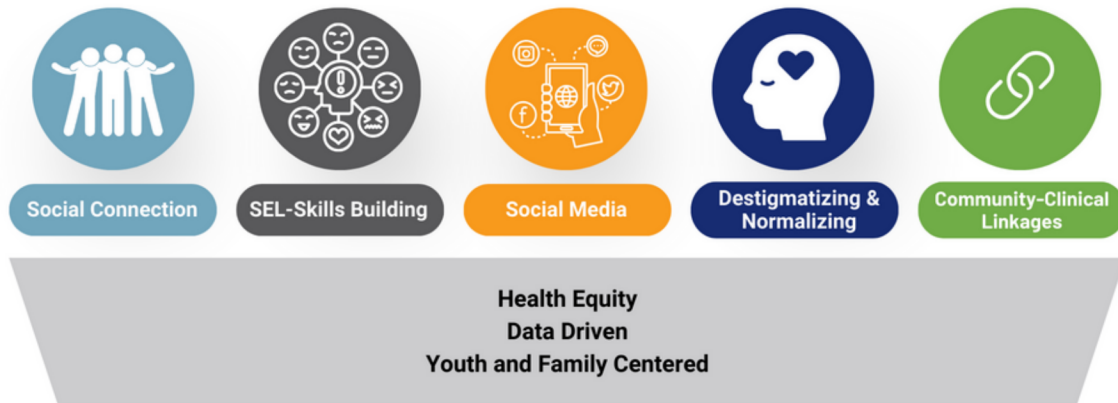 Social Connection
SEL-Skills Building
Social Media
Destigmatizing &
Normalizing
Community-Clinical
Linkages
Health Equity
Data Driven
Youth and Family Centered